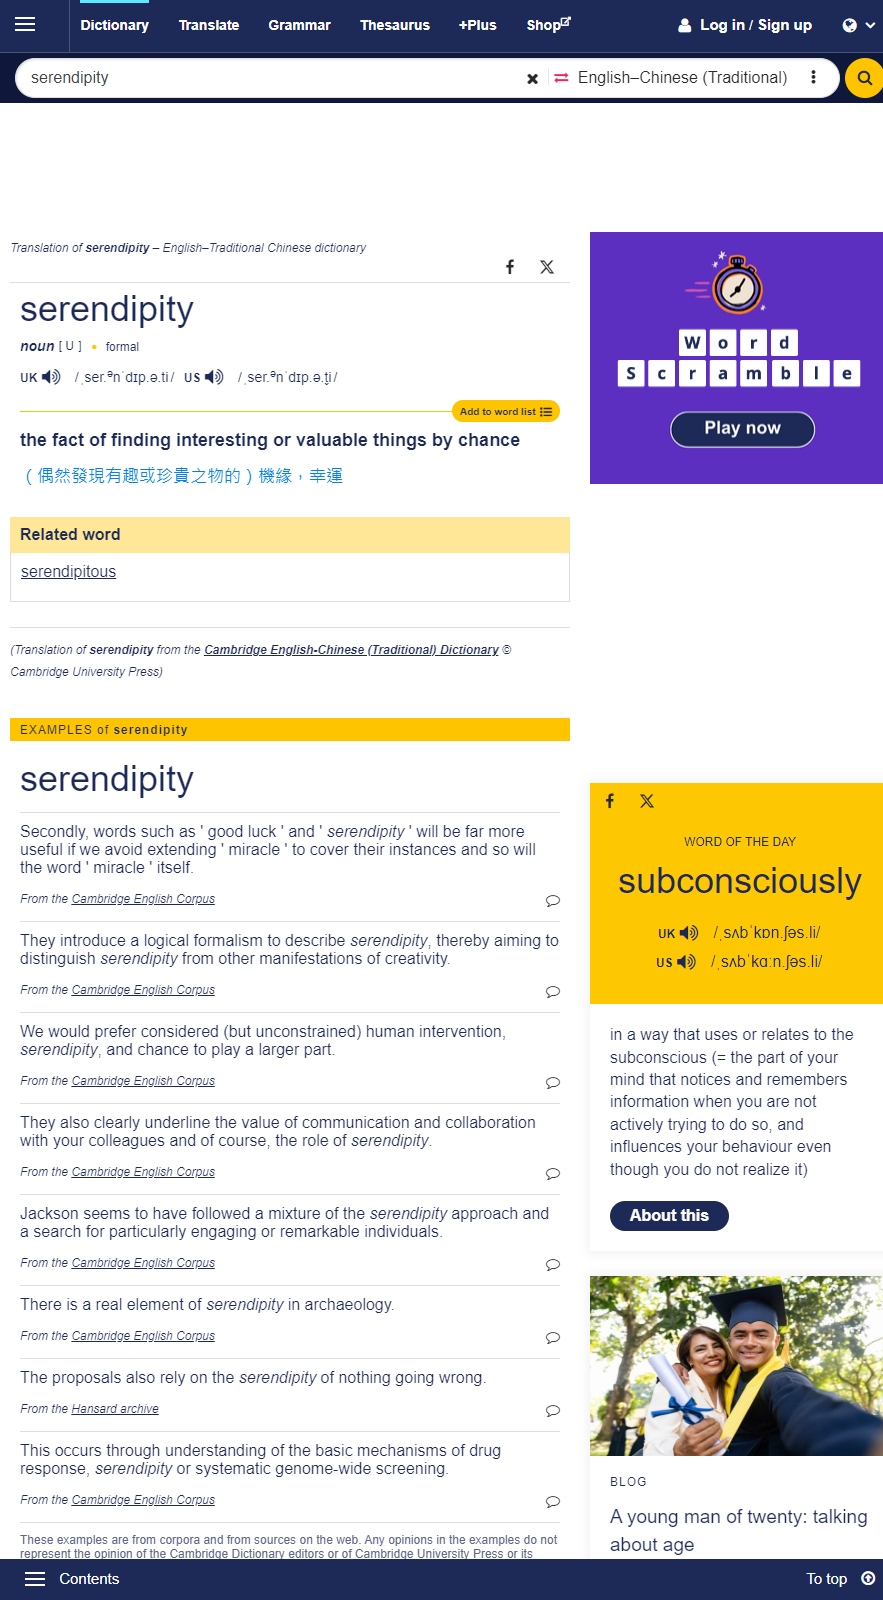 Dictionary Translate Grammar Thesaurus +Plus Shop Log in / Sign up
serendipity English–Chinese (Traditional)
Translation of serendipity – English–Traditional Chinese dictionary
serendipity
noun [ U ] • formal
UK /ˌser.ᵊnˈdɪp.ə.ti/ US /ˌser.ᵊnˈdɪp.ə.t̬i/
Add to word list
the fact of finding interesting or valuable things by chance
（偶然發現有趣或珍貴之物的）機緣，幸運
Related word
serendipitous
(Translation of serendipity from the Cambridge English-Chinese (Traditional) Dictionary ©
Cambridge University Press)
EXAMPLES of serendipity
serendipity
Secondly, words such as ' good luck ' and ' serendipity ' will be far more
useful if we avoid extending ' miracle ' to cover their instances and so will
the word ' miracle ' itself.
From the Cambridge English Corpus
They introduce a logical formalism to describe serendipity, thereby aiming to
distinguish serendipity from other manifestations of creativity.
From the Cambridge English Corpus
We would prefer considered (but unconstrained) human intervention,
serendipity, and chance to play a larger part.
From the Cambridge English Corpus
They also clearly underline the value of communication and collaboration
with your colleagues and of course, the role of serendipity.
From the Cambridge English Corpus
Jackson seems to have followed a mixture of the serendipity approach and
a search for particularly engaging or remarkable individuals.
From the Cambridge English Corpus
There is a real element of serendipity in archaeology.
From the Cambridge English Corpus
The proposals also rely on the serendipity of nothing going wrong.
From the Hansard archive
This occurs through understanding of the basic mechanisms of drug
response, serendipity or systematic genome-wide screening.
From the Cambridge English Corpus
These examples are from corpora and from sources on the web. Any opinions in the examples do not
represent the opinion of the Cambridge Dictionary editors or of Cambridge University Press or its
Word
Scramble
Play now
WORD OF THE DAY
subconsciously
UK /ˌsʌbˈkɒn.ʃəs.li/
US /ˌsʌbˈkɑːn.ʃəs.li/
in a way that uses or relates to the
subconscious (= the part of your
mind that notices and remembers
information when you are not
actively trying to do so, and
influences your behaviour even
though you do not realize it)
About this
BLOG
A young man of twenty: talking
about age
Contents To top